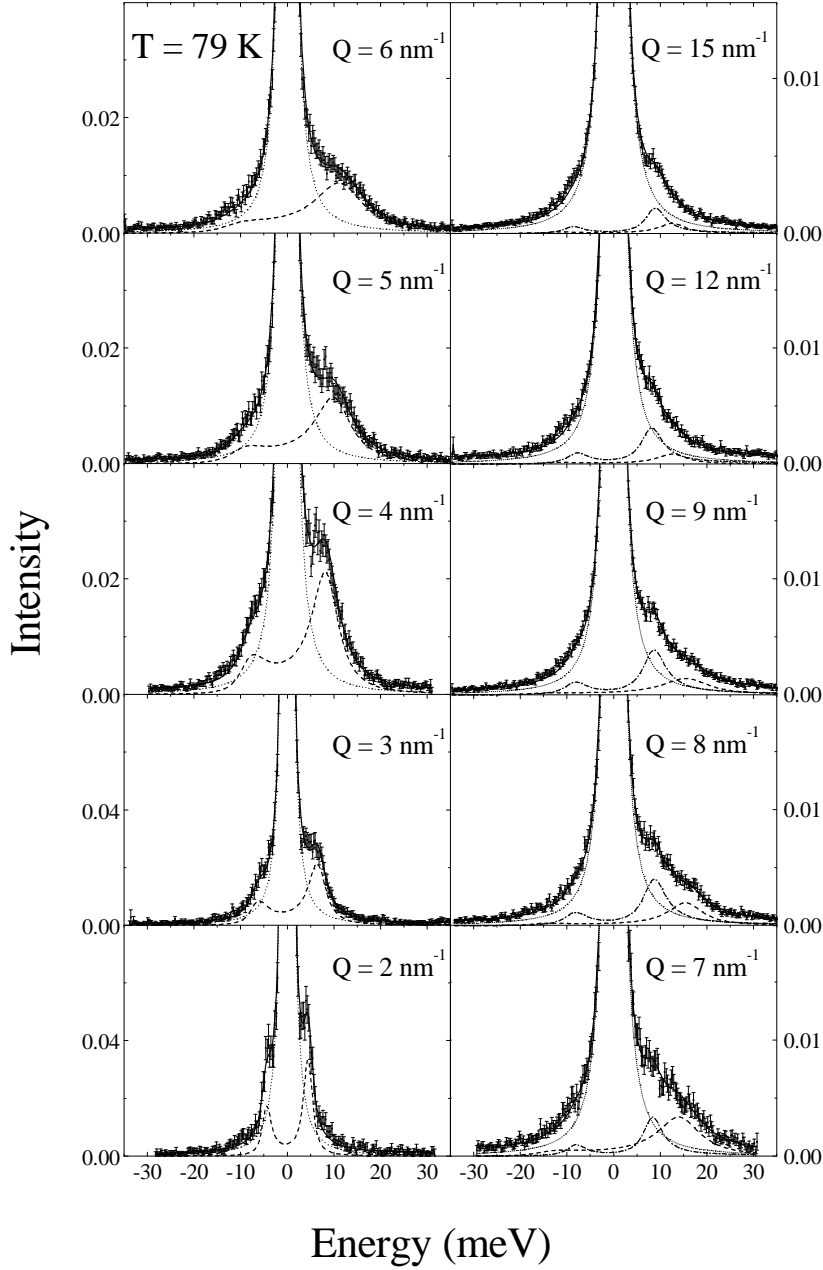 T = 79 K
Q = 6 nm-1
Q = 15 nm-1
0.02
0.01
0.00
0.00
Q = 5 nm-1
Q = 12 nm-1
0.02
0.01
0.00
0.00
Q = 4 nm-1
Q = 9 nm-1
0.02
0.01
0.00
0.00
Q = 3 nm-1
Q = 8 nm-1
0.04
0.01
0.00
0.00
Q = 2 nm-1
Q = 7 nm-1
0.04
0.01
0.00
0.00
-30 -20 -10 0 10 20 30
-30 -20 -10 0 10 20 30
Intensity
Energy (meV)